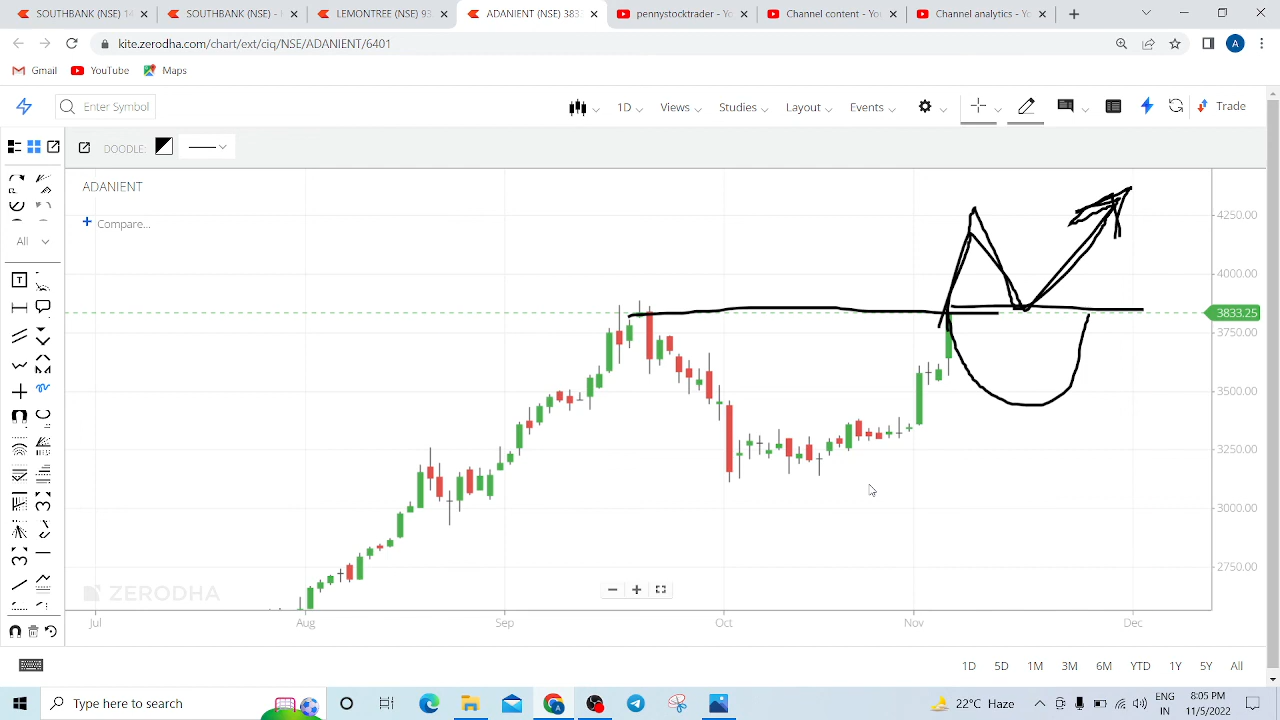 SOUTHBANK (NSE) 14
SOUTHBANK (NSE) - I
LEMONTREE (NSE) 93
ADANIENT (NSE) 383
pennystocktrader - Yo
Channel content - Yo
Channel analytics - Yo
kite.zerodha.com/chart/ext/ciq/NSE/ADANIENT/6401
A
Gmail
YouTube
Maps
Enter Symbol
1D
Views
Studies
Layout
Events
Trade
DOODLE:
ADANIENT
Compare...
All
T
4250.00
4000.00
3833.25
3750.00
3500.00
3250.00
3000.00
2750.00
ZERODHA
Jul
Aug
Sep
Oct
Nov
Dec
1D
5D
1M
3M
6M
YTD
1Y
5Y
All
Type here to search
22°C Haze
ENG
IN
8:05 PM
11/5/2022